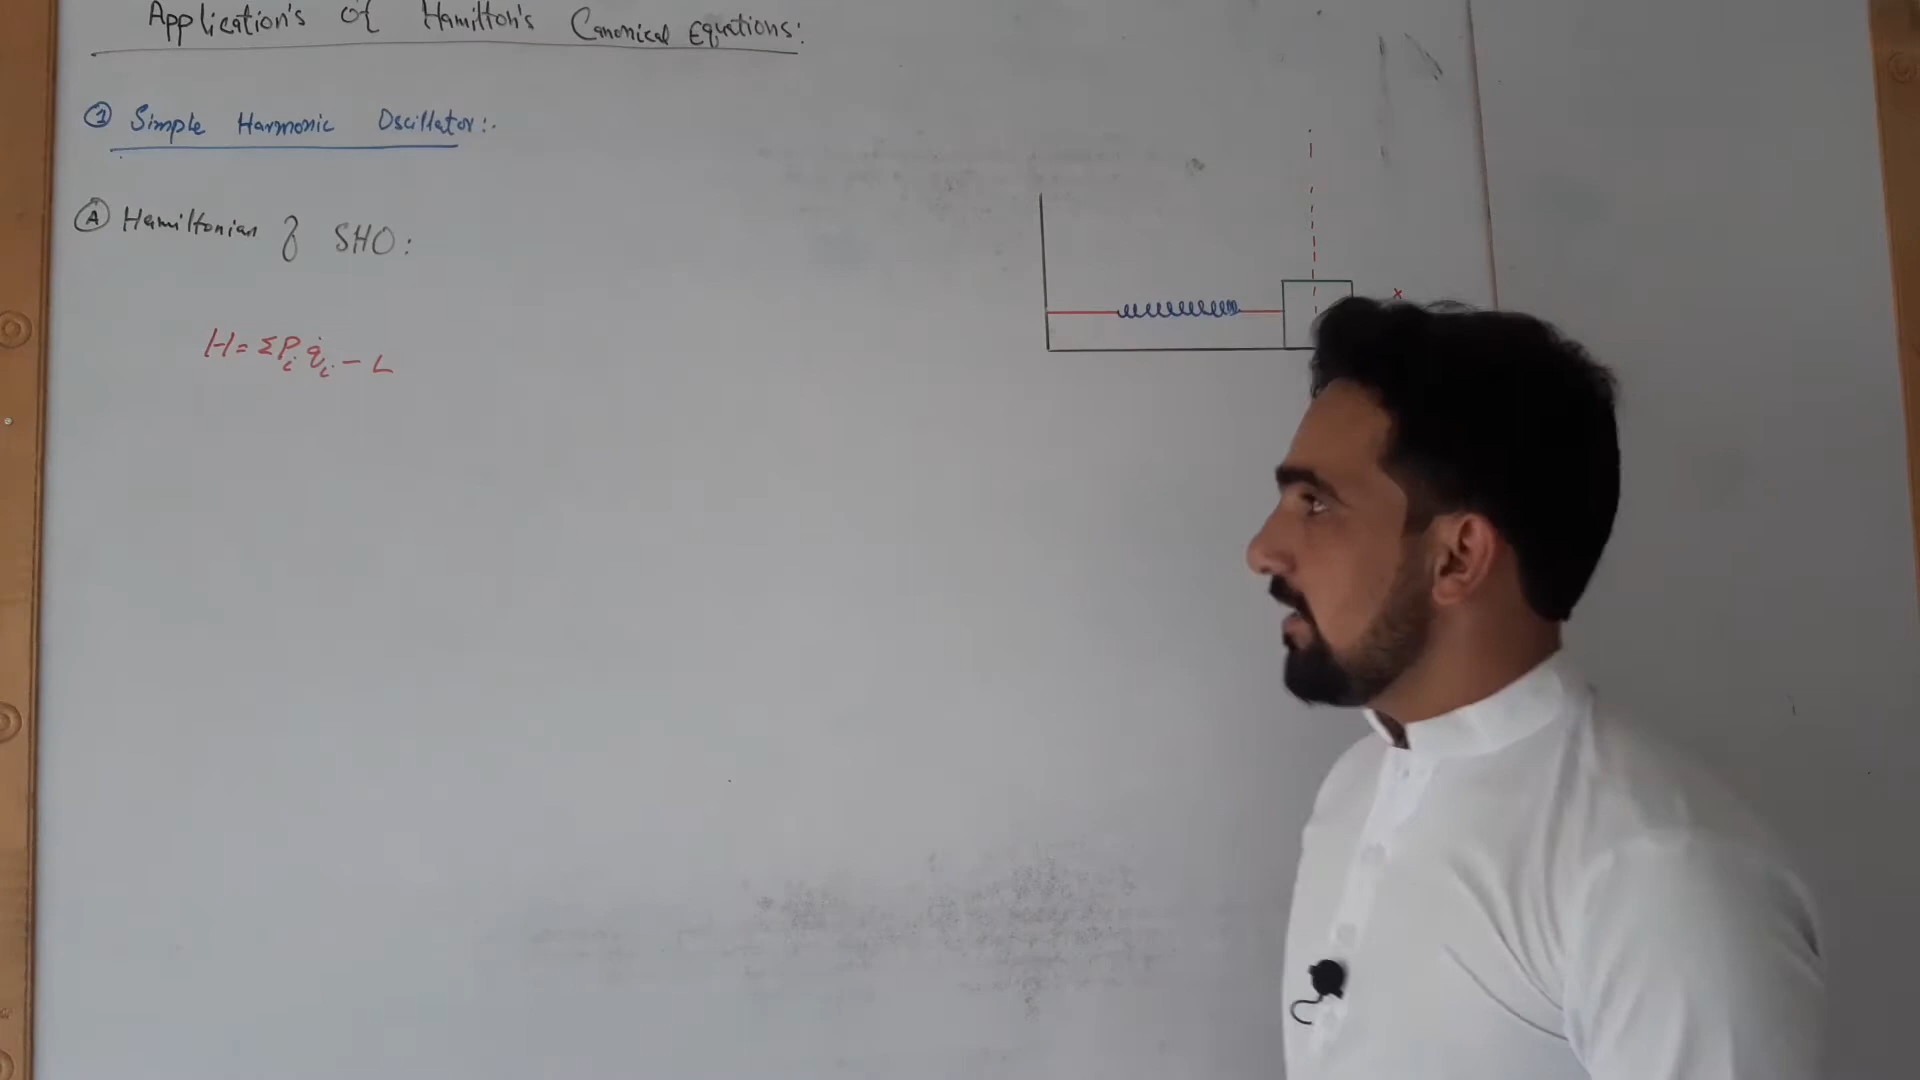 Application's of Hamilton's Canonical Equations:
① Simple Harmonic Oscillator:.
Ⓐ Hamiltonian of SHO:
x
H = ΣPᵢ q̇ᵢ - L